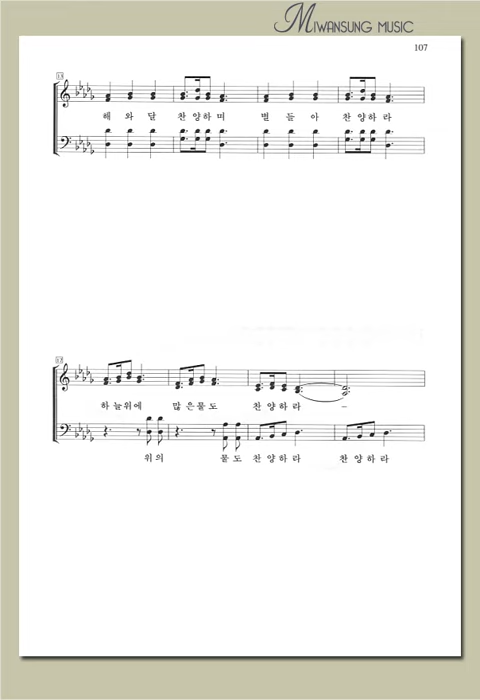 MIWANSUNG MUSIC
107
13
해 와 달 찬 양 하 며 별 들 아 찬 양 하 라
하 늘 위 에 많 은 물 도 찬 양 하 라 –
위 의 물 도 찬 양 하 라 찬 양 하 라